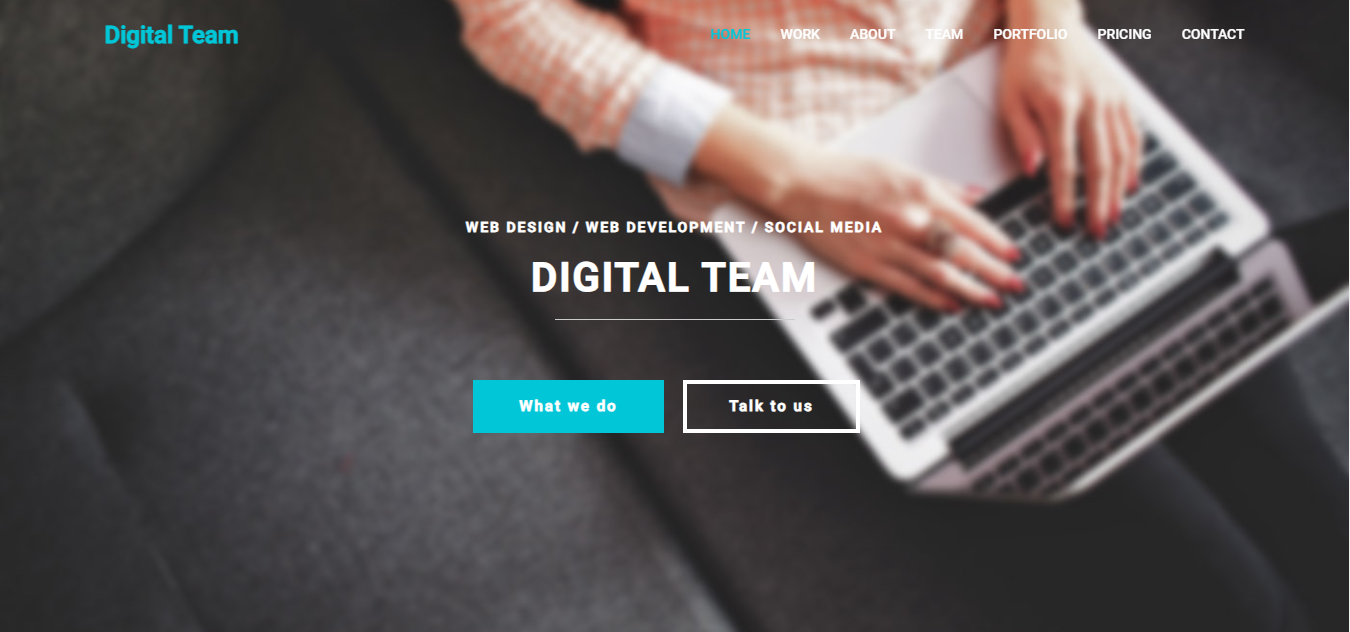 Digital Team
HOME WORK ABOUT TEAM PORTFOLIO PRICING CONTACT
WEB DESIGN / WEB DEVELOPMENT / SOCIAL MEDIA
DIGITAL TEAM
What we do Talk to us